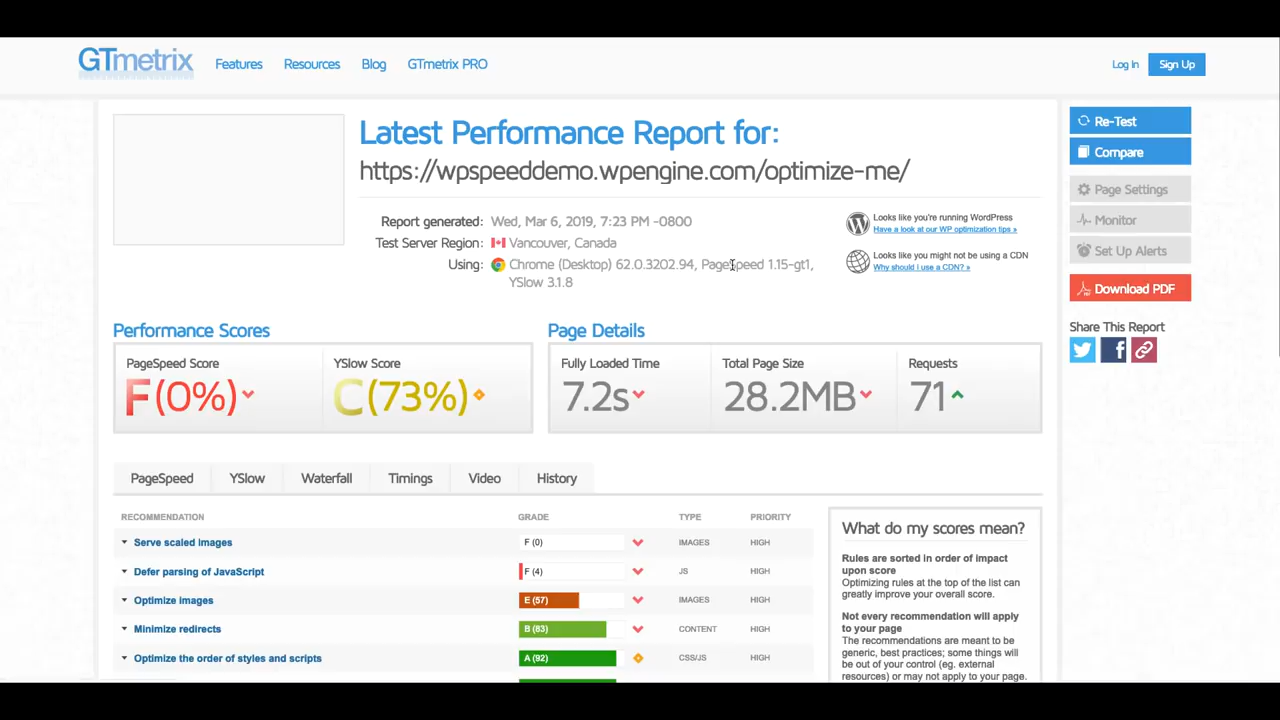 GTmetrix
Features
Resources
Blog
GTmetrix PRO
Log In
Sign Up
Latest Performance Report for:
https://wpspeeddemo.wpengine.com/optimize-me/
Report generated: Wed, Mar 6, 2019, 7:23 PM -0800
Test Server Region: Vancouver, Canada
Using: Chrome (Desktop) 62.0.3202.94, PageSpeed 1.15-gt1,
YSlow 3.1.8
Looks like you're running WordPress
Have a look at our WP optimization tips »
Looks like you might not be using a CDN
Why should I use a CDN? »
Re-Test
Compare
Page Settings
Monitor
Set Up Alerts
Download PDF
Share This Report
Performance Scores
PageSpeed Score
F(0%)
YSlow Score
C(73%)
Page Details
Fully Loaded Time
7.2s
Total Page Size
28.2MB
Requests
71
PageSpeed
YSlow
Waterfall
Timings
Video
History
RECOMMENDATION GRADE TYPE PRIORITY
Serve scaled images F (0) IMAGES HIGH
Defer parsing of JavaScript F (4) JS HIGH
Optimize images E (57) IMAGES HIGH
Minimize redirects B (83) CONTENT HIGH
Optimize the order of styles and scripts A (92) CSS/JS HIGH
What do my scores mean?
Rules are sorted in order of impact
upon score
Optimizing rules at the top of the list can
greatly improve your overall score.
Not every recommendation will apply
to your page
The recommendations are meant to be
generic, best practices; some things
will be out of your control (eg. external
resources) or may not apply to your page.